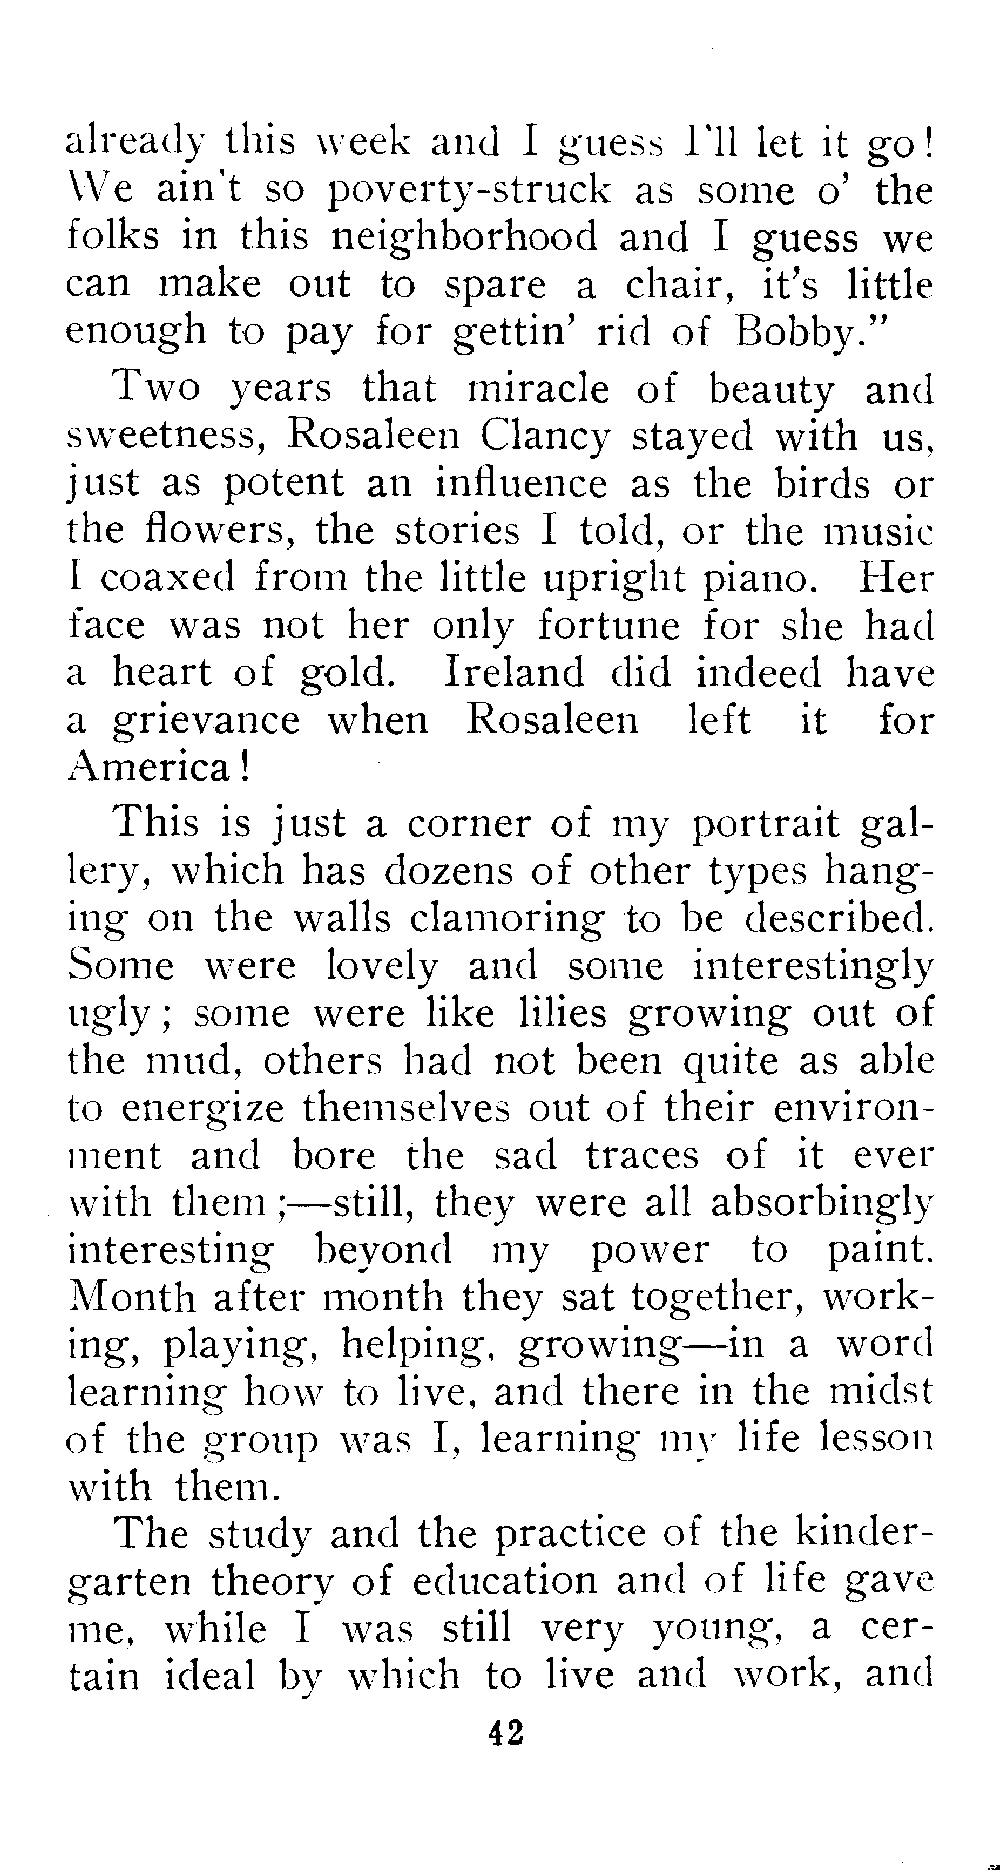 already this week and I guess I'll let it go!
We ain't so poverty-struck as some o' the
folks in this neighborhood and I guess we
can make out to spare a chair, it's little
enough to pay for gettin' rid of Bobby."
Two years that miracle of beauty and
sweetness, Rosaleen Clancy stayed with us,
just as potent an influence as the birds or
the flowers, the stories I told, or the music
I coaxed from the little upright piano. Her
face was not her only fortune for she had
a heart of gold. Ireland did indeed have
a grievance when Rosaleen left it for
America!
This is just a corner of my portrait gal-
lery, which has dozens of other types hang-
ing on the walls clamoring to be described.
Some were lovely and some interestingly
ugly; some were like lilies growing out of
the mud, others had not been quite as able
to energize themselves out of their environ-
ment and bore the sad traces of it ever
with them;—still, they were all absorbingly
interesting beyond my power to paint.
Month after month they sat together, work-
ing, playing, helping, growing—in a word
learning how to live, and there in the midst
of the group was I, learning my life lesson
with them.
The study and the practice of the kinder-
garten theory of education and of life gave
me, while I was still very young, a cer-
tain ideal by which to live and work, and
42